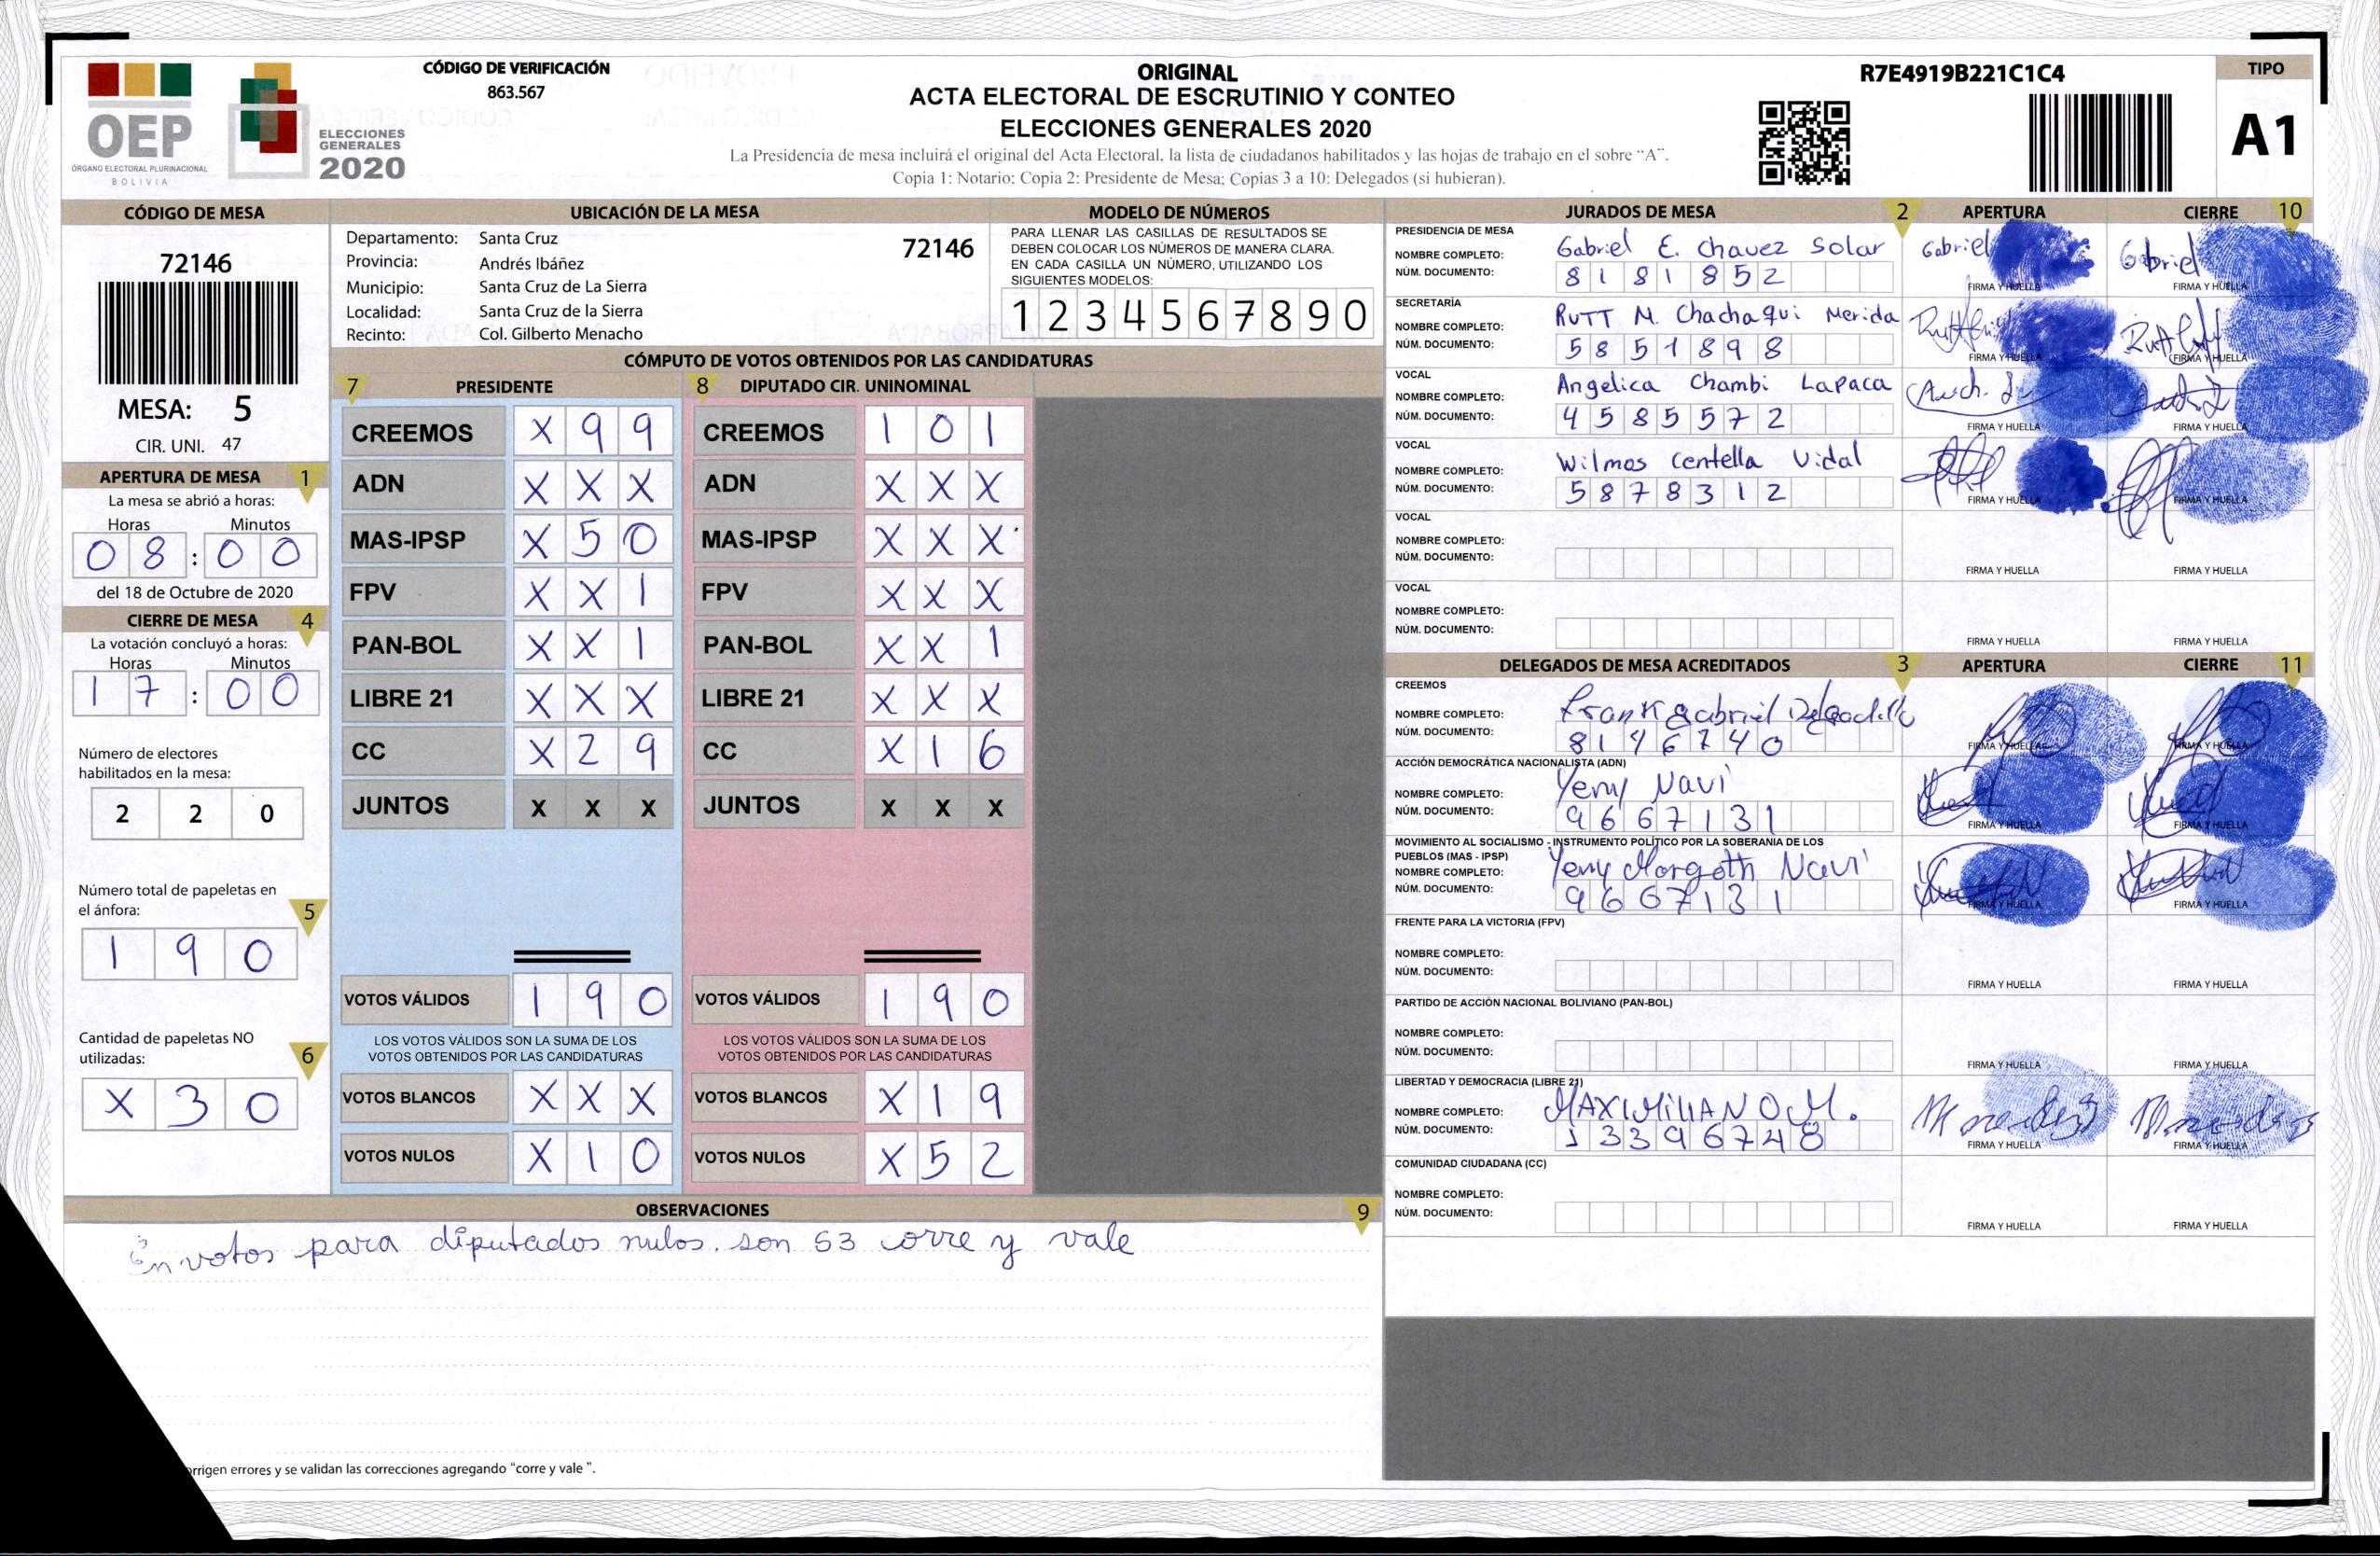 OEP
ÓRGANO ELECTORAL PLURINACIONAL
BOLIVIA
ELECCIONES
GENERALES
2020
CÓDIGO DE VERIFICACIÓN
863.567
ORIGINAL
ACTA ELECTORAL DE ESCRUTINIO Y CONTEO
ELECCIONES GENERALES 2020
La Presidencia de mesa incluirá el original del Acta Electoral, la lista de ciudadanos habilitados y las hojas de trabajo en el sobre "A".
Copia 1: Notario; Copia 2: Presidente de Mesa; Copias 3 a 10: Delegados (si hubieran).
R7E4919B221C1C4
TIPO
A1
CÓDIGO DE MESA
72146
MESA: 5
CIR. UNI. 47
APERTURA DE MESA 1
La mesa se abrió a horas:
Horas Minutos
0 8 : 0 0
del 18 de Octubre de 2020
CIERRE DE MESA 4
La votación concluyó a horas:
Horas Minutos
1 7 : 0 0
Número de electores
habilitados en la mesa:
2 2 0
Número total de papeletas en
el ánfora: 5
1 9 0
Cantidad de papeletas NO
utilizadas: 6
X 3 0
UBICACIÓN DE LA MESA
Departamento: Santa Cruz 72146
Provincia: Andrés Ibáñez
Municipio: Santa Cruz de La Sierra
Localidad: Santa Cruz de la Sierra
Recinto: Col. Gilberto Menacho
MODELO DE NÚMEROS
PARA LLENAR LAS CASILLAS DE RESULTADOS SE
DEBEN COLOCAR LOS NÚMEROS DE MANERA CLARA.
EN CADA CASILLA UN NÚMERO, UTILIZANDO LOS
SIGUIENTES MODELOS:
1 2 3 4 5 6 7 8 9 0
CÓMPUTO DE VOTOS OBTENIDOS POR LAS CANDIDATURAS
7 PRESIDENTE 8 DIPUTADO CIR. UNINOMINAL
CREEMOS X 9 9 CREEMOS 1 0 1
ADN X X X ADN X X X
MAS-IPSP X 5 0 MAS-IPSP X X X
FPV X X 1 FPV X X X
PAN-BOL X X 1 PAN-BOL X X 1
LIBRE 21 X X X LIBRE 21 X X X
CC X 2 9 CC X 1 6
JUNTOS X X X JUNTOS X X X
VOTOS VÁLIDOS 1 9 0 VOTOS VÁLIDOS 1 9 0
LOS VOTOS VÁLIDOS SON LA SUMA DE LOS LOS VOTOS VÁLIDOS SON LA SUMA DE LOS
VOTOS OBTENIDOS POR LAS CANDIDATURAS VOTOS OBTENIDOS POR LAS CANDIDATURAS
VOTOS BLANCOS X X X VOTOS BLANCOS X 1 9
VOTOS NULOS X 1 0 VOTOS NULOS X 5 2
OBSERVACIONES 9
En votos para diputados nulos. son 53 corre y vale
errores y se validan las correcciones agregando "corre y vale ".
JURADOS DE MESA 2 APERTURA CIERRE 10
PRESIDENCIA DE MESA
NOMBRE COMPLETO: Gabriel E. Chavez Solar Gabriel Gabriel
NÚM. DOCUMENTO: 8 1 8 1 8 5 2
FIRMA Y HUELLA FIRMA Y HUELLA
SECRETARÍA
NOMBRE COMPLETO: RUTT M. Chachaqui Merida
NÚM. DOCUMENTO: 5 8 5 1 8 9 8
FIRMA Y HUELLA FIRMA Y HUELLA
VOCAL
NOMBRE COMPLETO: Angelica Chambi Lapaca
NÚM. DOCUMENTO: 4 5 8 5 5 7 2
FIRMA Y HUELLA FIRMA Y HUELLA
VOCAL
NOMBRE COMPLETO: Wilmos Centella Vidal
NÚM. DOCUMENTO: 5 8 7 8 3 1 2
FIRMA Y HUELLA FIRMA Y HUELLA
VOCAL
NOMBRE COMPLETO:
NÚM. DOCUMENTO:
FIRMA Y HUELLA FIRMA Y HUELLA
VOCAL
NOMBRE COMPLETO:
NÚM. DOCUMENTO:
FIRMA Y HUELLA FIRMA Y HUELLA
DELEGADOS DE MESA ACREDITADOS 3 APERTURA CIERRE 11
CREEMOS
NOMBRE COMPLETO: Frank Gabriel Delgadillo
NÚM. DOCUMENTO: 8 1 4 6 7 4 0
FIRMA Y HUELLA FIRMA Y HUELLA
ACCIÓN DEMOCRÁTICA NACIONALISTA (ADN)
NOMBRE COMPLETO: Yeny Navi
NÚM. DOCUMENTO: 9 6 6 7 1 3 1
FIRMA Y HUELLA FIRMA Y HUELLA
MOVIMIENTO AL SOCIALISMO - INSTRUMENTO POLÍTICO POR LA SOBERANIA DE LOS
PUEBLOS (MAS - IPSP)
NOMBRE COMPLETO: Yeny Morgoth Navi
NÚM. DOCUMENTO: 9 6 6 7 1 3 1
FIRMA Y HUELLA FIRMA Y HUELLA
FRENTE PARA LA VICTORIA (FPV)
NOMBRE COMPLETO:
NÚM. DOCUMENTO:
FIRMA Y HUELLA FIRMA Y HUELLA
PARTIDO DE ACCIÓN NACIONAL BOLIVIANO (PAN-BOL)
NOMBRE COMPLETO:
NÚM. DOCUMENTO:
FIRMA Y HUELLA FIRMA Y HUELLA
LIBERTAD Y DEMOCRACIA (LIBRE 21)
NOMBRE COMPLETO: MAXIMILIANO M.
NÚM. DOCUMENTO: 1 3 3 9 6 7 4 8
FIRMA Y HUELLA FIRMA Y HUELLA
COMUNIDAD CIUDADANA (CC)
NOMBRE COMPLETO:
NÚM. DOCUMENTO:
FIRMA Y HUELLA FIRMA Y HUELLA